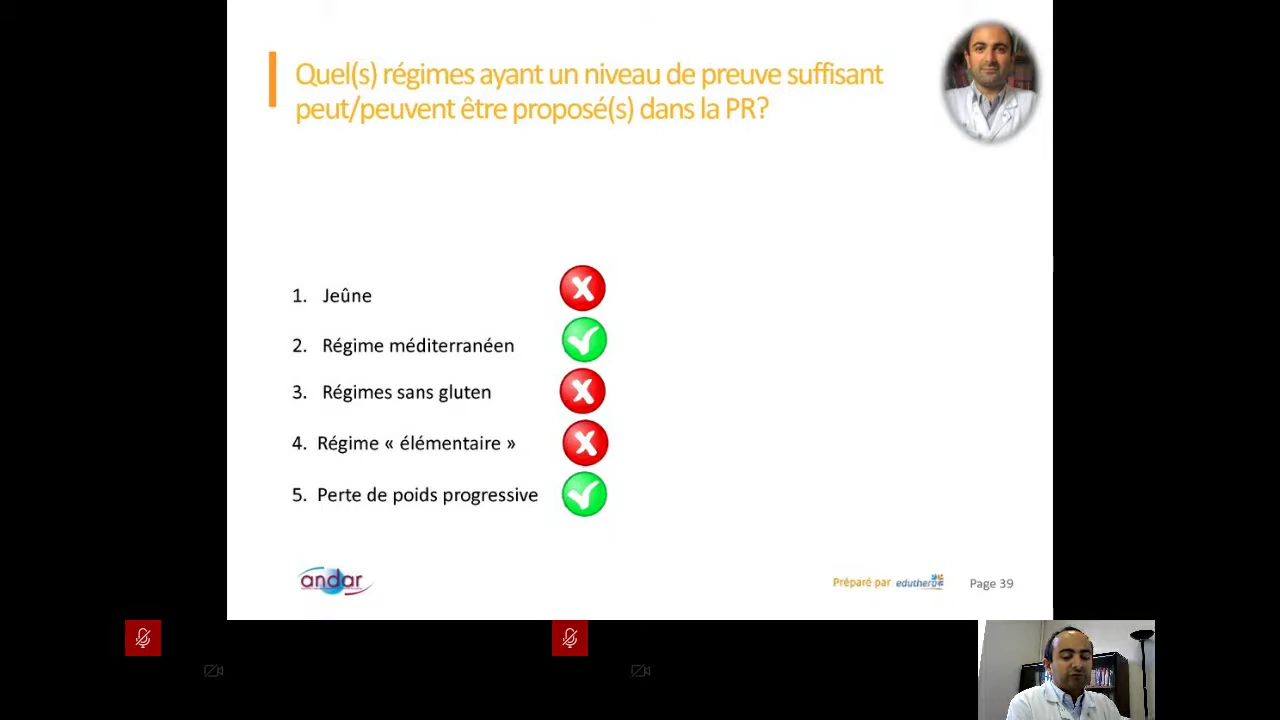 Quel(s) régimes ayant un niveau de preuve suffisant
peut/peuvent être proposé(s) dans la PR?
1. Jeûne
2. Régime méditerranéen
3. Régimes sans gluten
4. Régime « élémentaire »
5. Perte de poids progressive
andar
Préparé par eduthera
Page 39